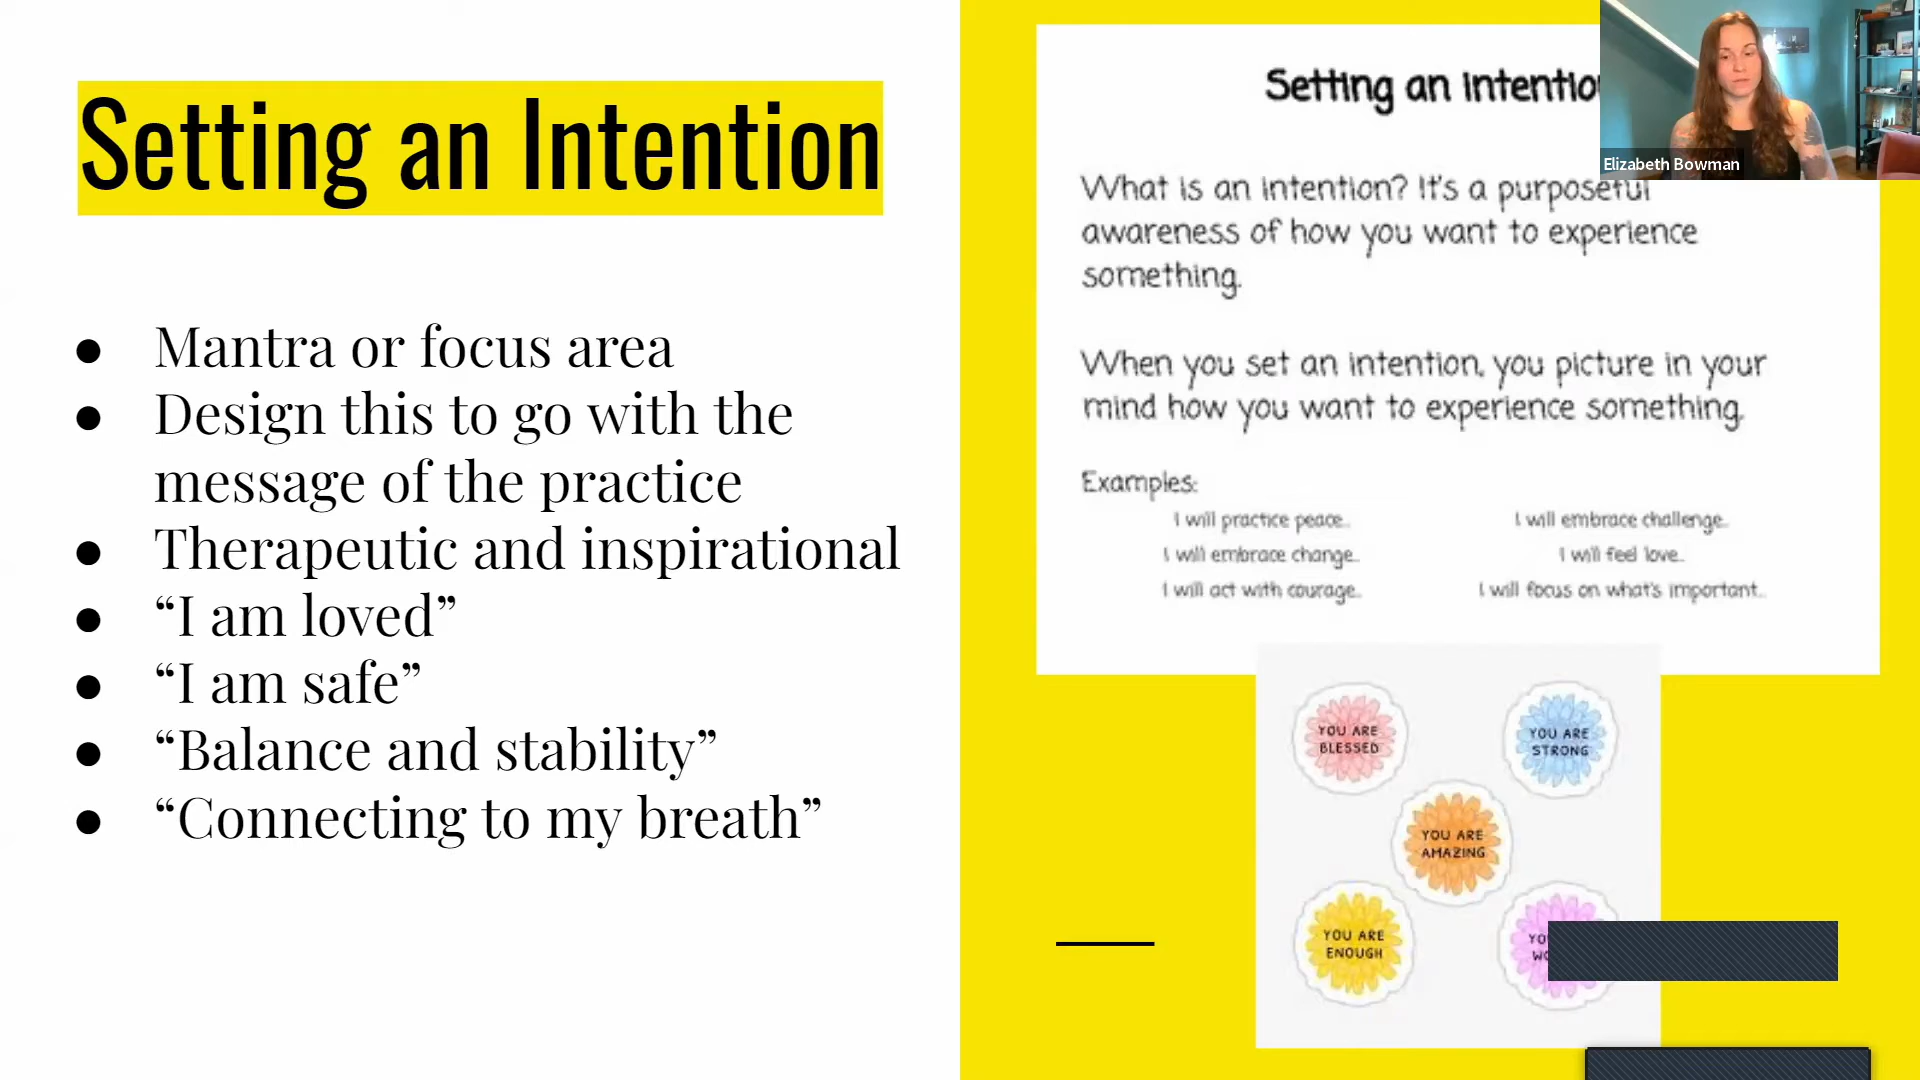 Setting an Intention
● Mantra or focus area
● Design this to go with the
message of the practice
● Therapeutic and inspirational
● “I am loved”
● “I am safe”
● “Balance and stability”
● “Connecting to my breath”
Setting an
Elizabeth Bowman
What is an intention? It's a purposeful
awareness of how you want to experience
something.
When you set an intention, you picture in your
mind how you want to experience something.
Examples:
I will practice peace... I will embrace challenge...
I will embrace change... I will feel love...
I will act with courage... I will focus on what's important...
YOU ARE
BLESSED
YOU ARE
STRONG
YOU ARE
AMAZING
YOU ARE
ENOUGH